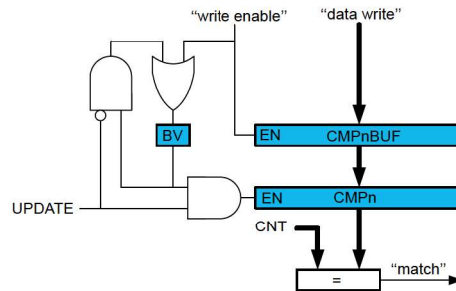 “write enable” “data write”
BV
EN CMPnBUF
EN CMPn
UPDATE
CNT
=
“match”